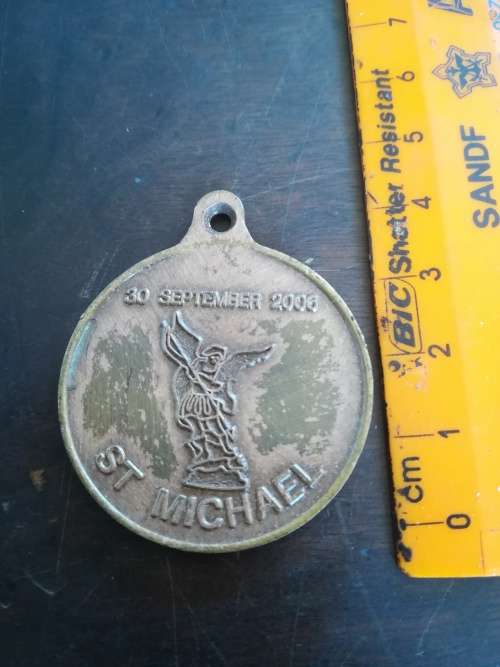 30 SEPTEMBER 2006
ST MICHAEL
BIC Shatter Resistant
SANDF
cm 0 1 2 3 4 5 6 7